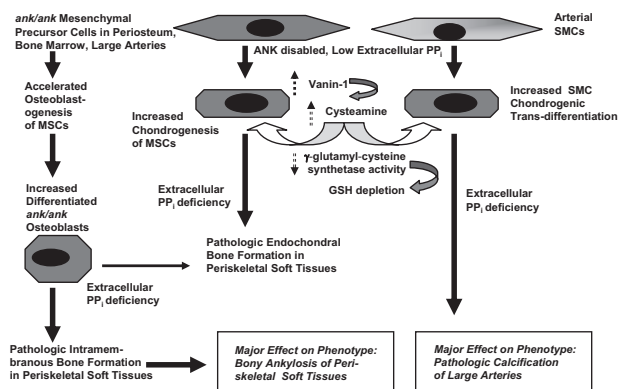 ank/ank Mesenchymal
Precursor Cells in Periosteum,
Bone Marrow, Large Arteries
Arterial
SMCs
ANK disabled, Low Extracellular PPi
Accelerated
Osteoblast-
ogenesis
of MSCs
Increased
Chondrogenesis
of MSCs
Vanin-1
Cysteamine
Increased SMC
Chondrogenic
Trans-differentiation
γ-glutamyl-cysteine
synthetase activity
GSH depletion
Increased
Differentiated
ank/ank
Osteoblasts
Extracellular
PPi deficiency
Extracellular
PPi deficiency
Pathologic Endochondral
Bone Formation in
Periskeletal Soft Tissues
Extracellular
PPi deficiency
Pathologic Intramem-
branous Bone Formation
in Periskeletal Soft Tissues
Major Effect on Phenotype:
Bony Ankylosis of Peri-
skeletal Soft Tissues
Major Effect on Phenotype:
Pathologic Calcification
of Large Arteries